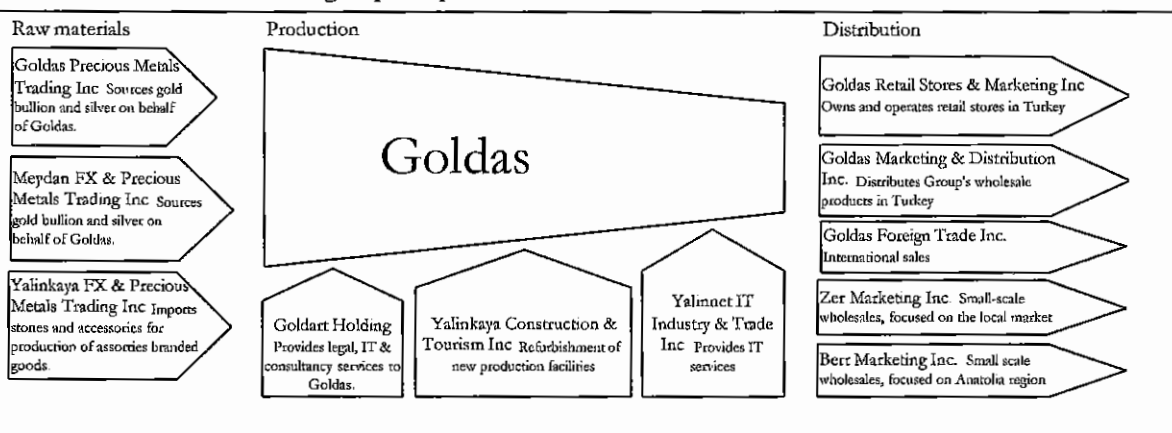 Raw materials
Goldas Precious Metals
Trading Inc Sources gold
bullion and silver on behalf
of Goldas.
Meydan FX & Precious
Metals Trading Inc Sources
gold bullion and silver on
behalf of Goldas.
Yalinkaya FX & Precious
Metals Trading Inc Imports
stones and accessories for
production of assorties branded
goods.
Production
Goldas
Goldart Holding
Provides legal, IT &
consultancy services to
Goldas.
Yalinkaya Construction &
Tourism Inc Refurbishment of
new production facilities
Yalinnet IT
Industry & Trade
Inc Provides IT
services
Distribution
Goldas Retail Stores & Marketing Inc
Owns and operates retail stores in Turkey
Goldas Marketing & Distribution
Inc. Distributes Group's wholesale
products in Turkey
Goldas Foreign Trade Inc.
International sales
Zer Marketing Inc. Small-scale
wholesales, focused on the local market
Bert Marketing Inc. Small scale
wholesales, focused on Anatolia region